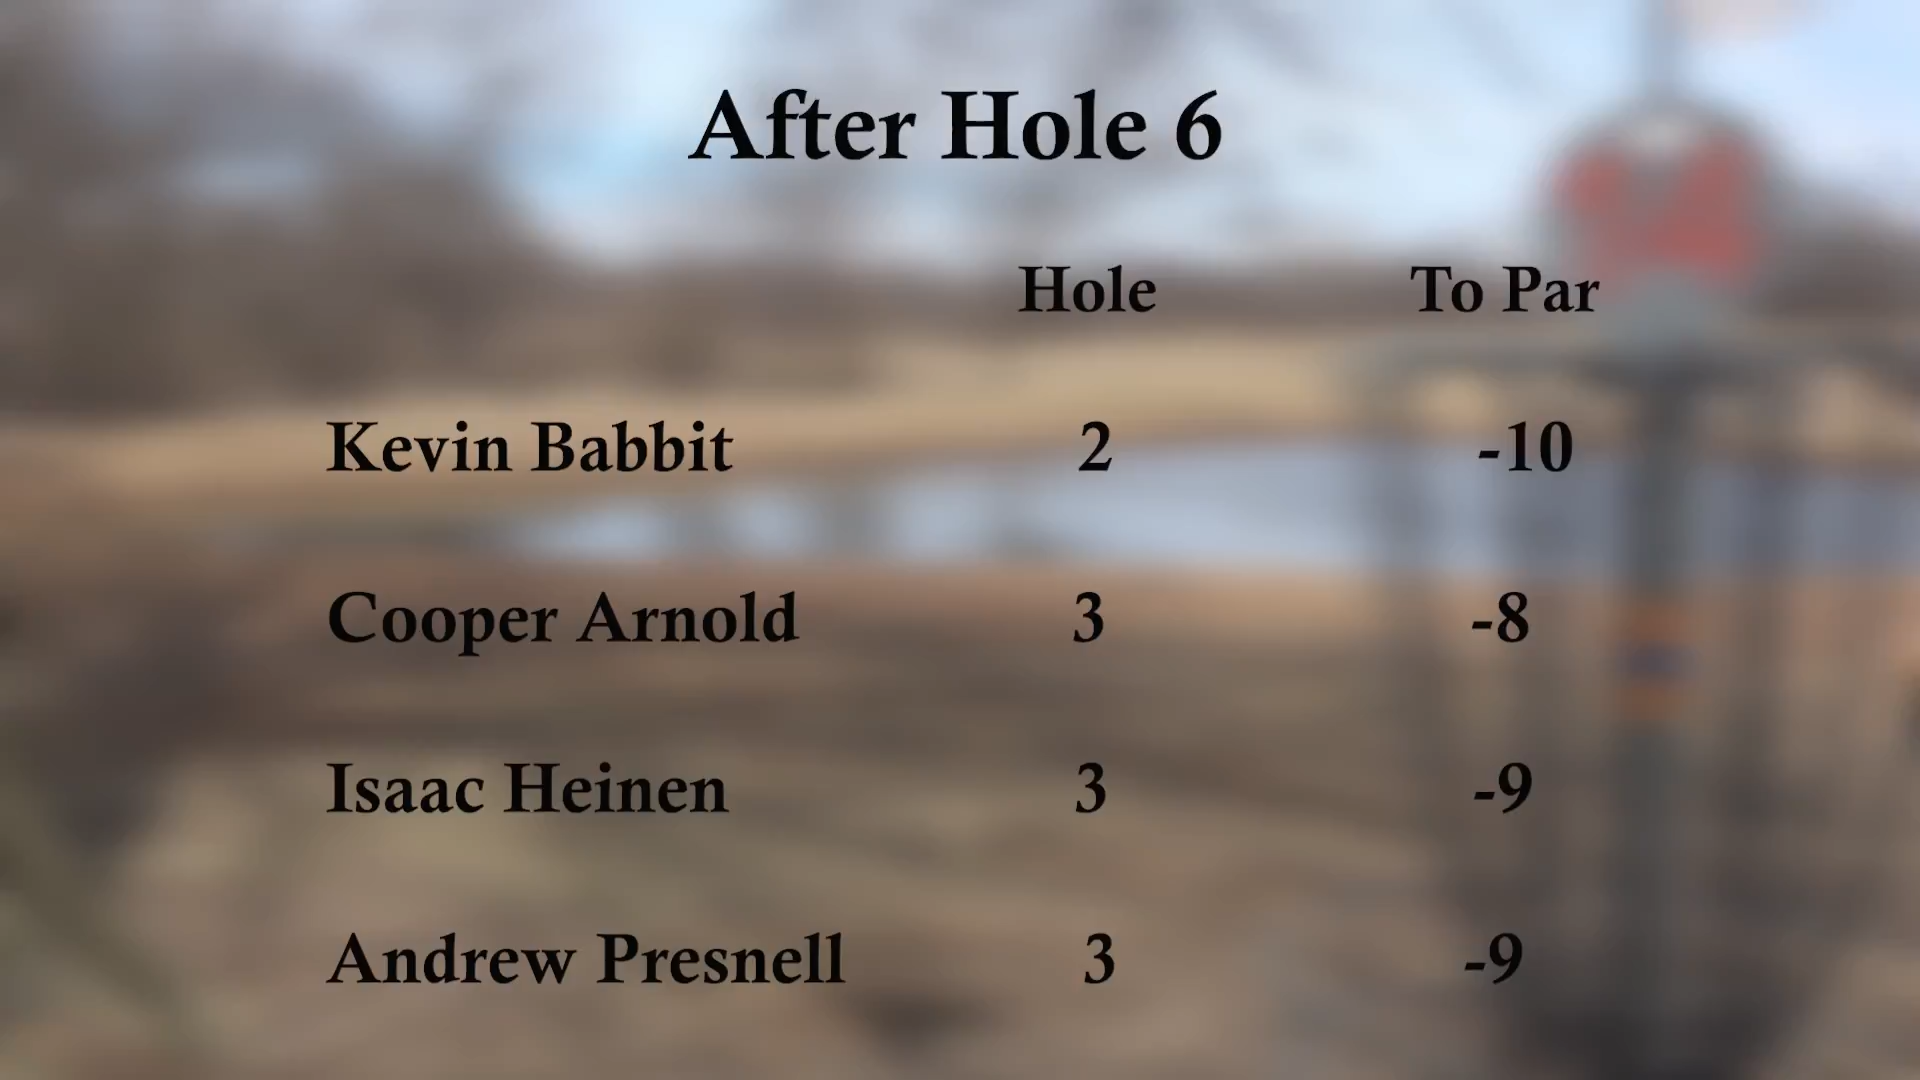 After Hole 6
Hole To Par
Kevin Babbit 2 -10
Cooper Arnold 3 -8
Isaac Heinen 3 -9
Andrew Presnell 3 -9